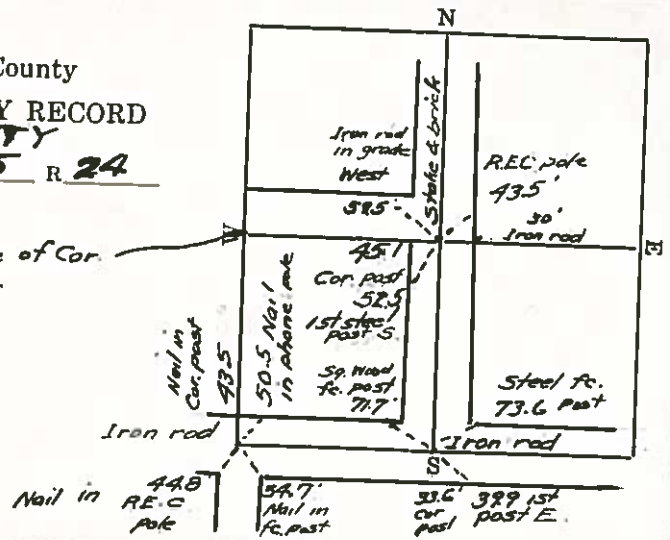 County
Y RECORD
TY
5 R 24
e of Cor.
N
W
E
S
Iron rod
in grade
West
59.5
Stake & brick
R.E.C pole
43.5'
30'
Iron rod
45.1
Cor. post
52.5
1st steel
post S
Sq. Wood
fc. post
71.7'
Nail in
Cor. post
43.5
50.5 Nail
in phone pole
Steel fc.
73.6 post
Iron rod
Iron rod
Nail in
44.8
R.E.C
pole
54.7'
Nail in
fc. post
33.6'
cor
post
39.9 1st
post E.